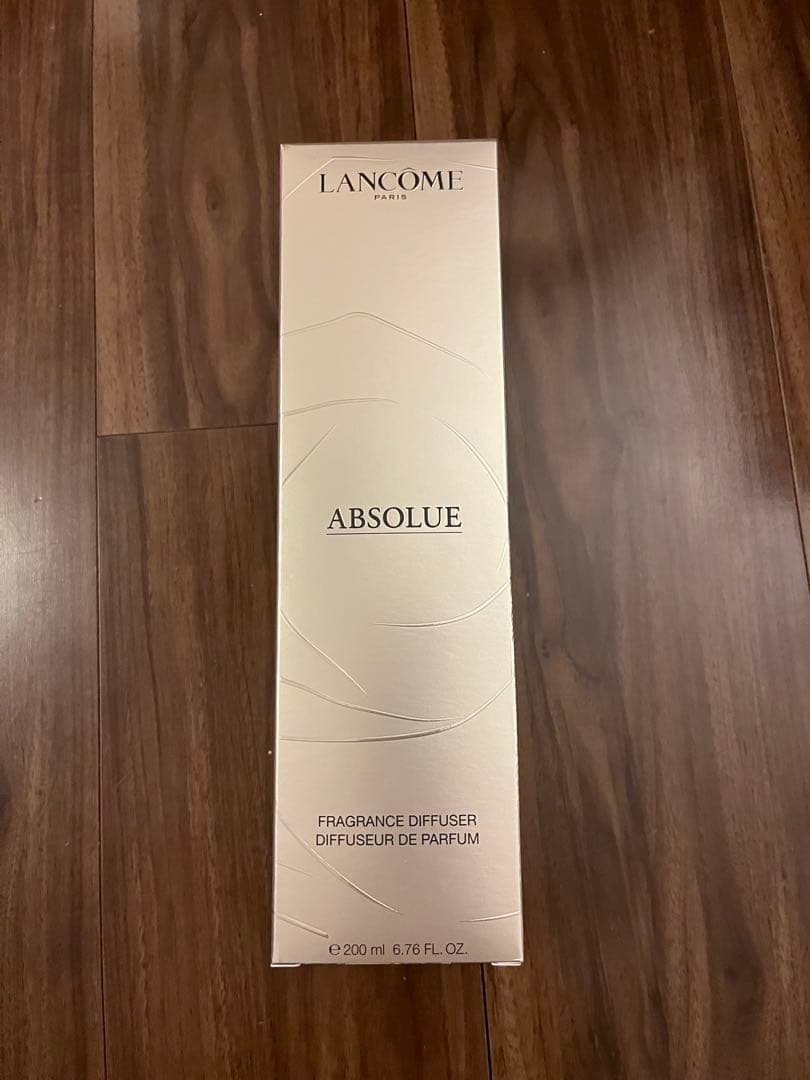 LANCÔME
PARIS
ABSOLUE
FRAGRANCE DIFFUSER
DIFFUSEUR DE PARFUM
℮ 200 ml 6.76 FL. OZ.